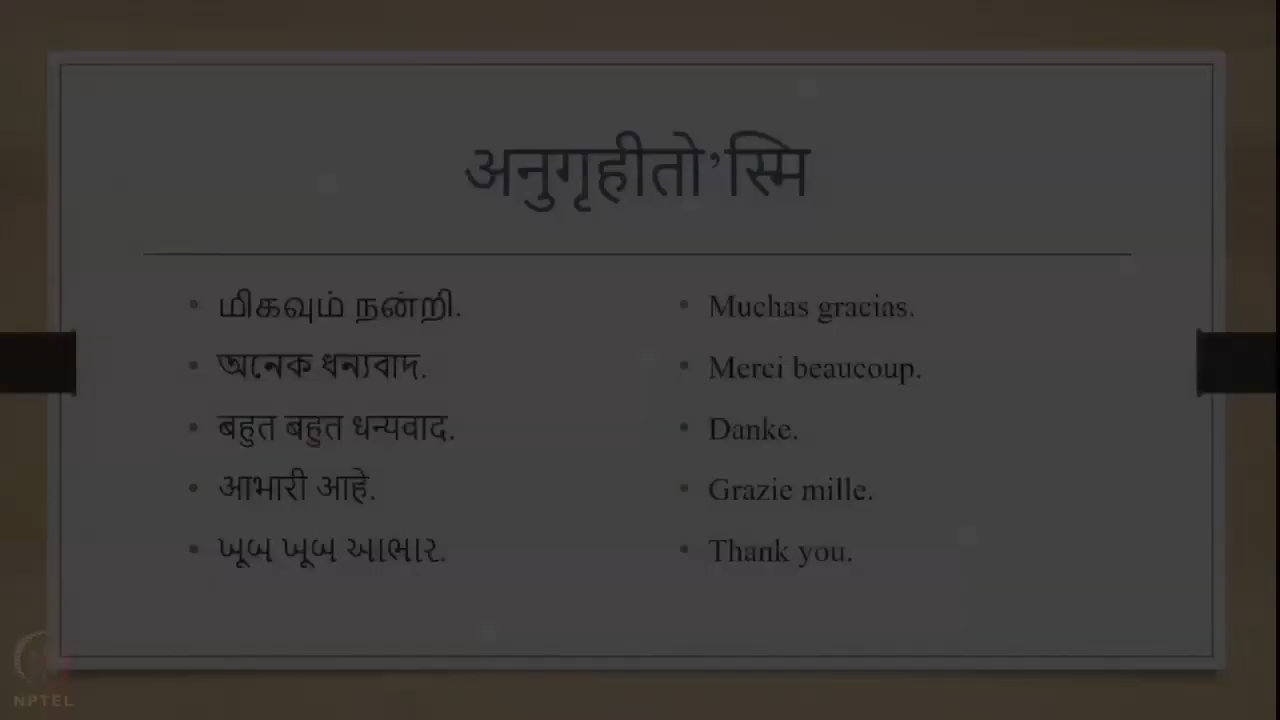 अनुगृहीतो’स्मि
மிகவும் நன்றி.
অনেক ধন্যবাদ.
बहुत बहुत धन्यवाद.
आभारी आहे.
ખૂબ ખૂબ આભાર.
Muchas gracias.
Merci beaucoup.
Danke.
Grazie mille.
Thank you.
NPTEL